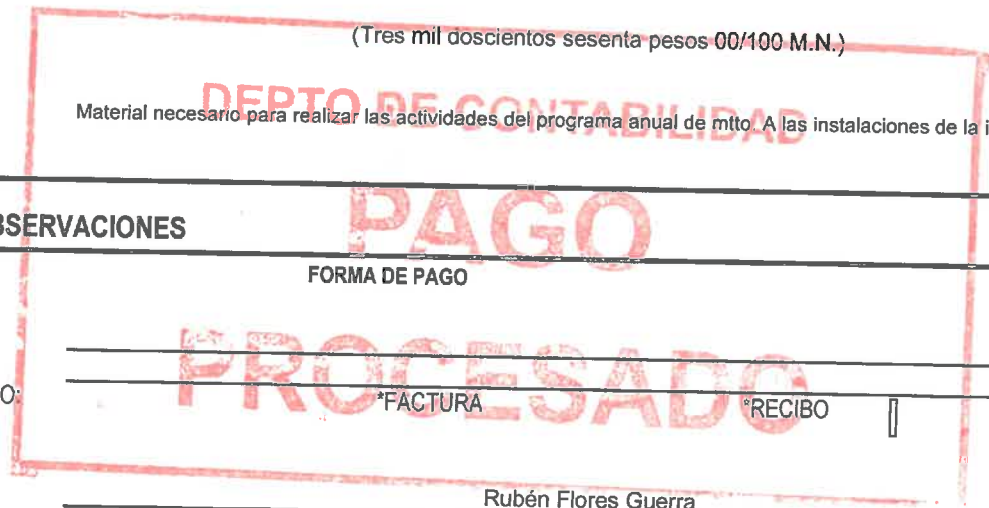 (Tres mil doscientos sesenta pesos 00/100 M.N.)
DEPTO DE CONTABILIDAD
Material necesario para realizar las actividades del programa anual de mtto. A las instalaciones de la i
PAGO
BSERVACIONES
FORMA DE PAGO
PROCESADO
O: *FACTURA *RECIBO
Rubén Flores Guerra